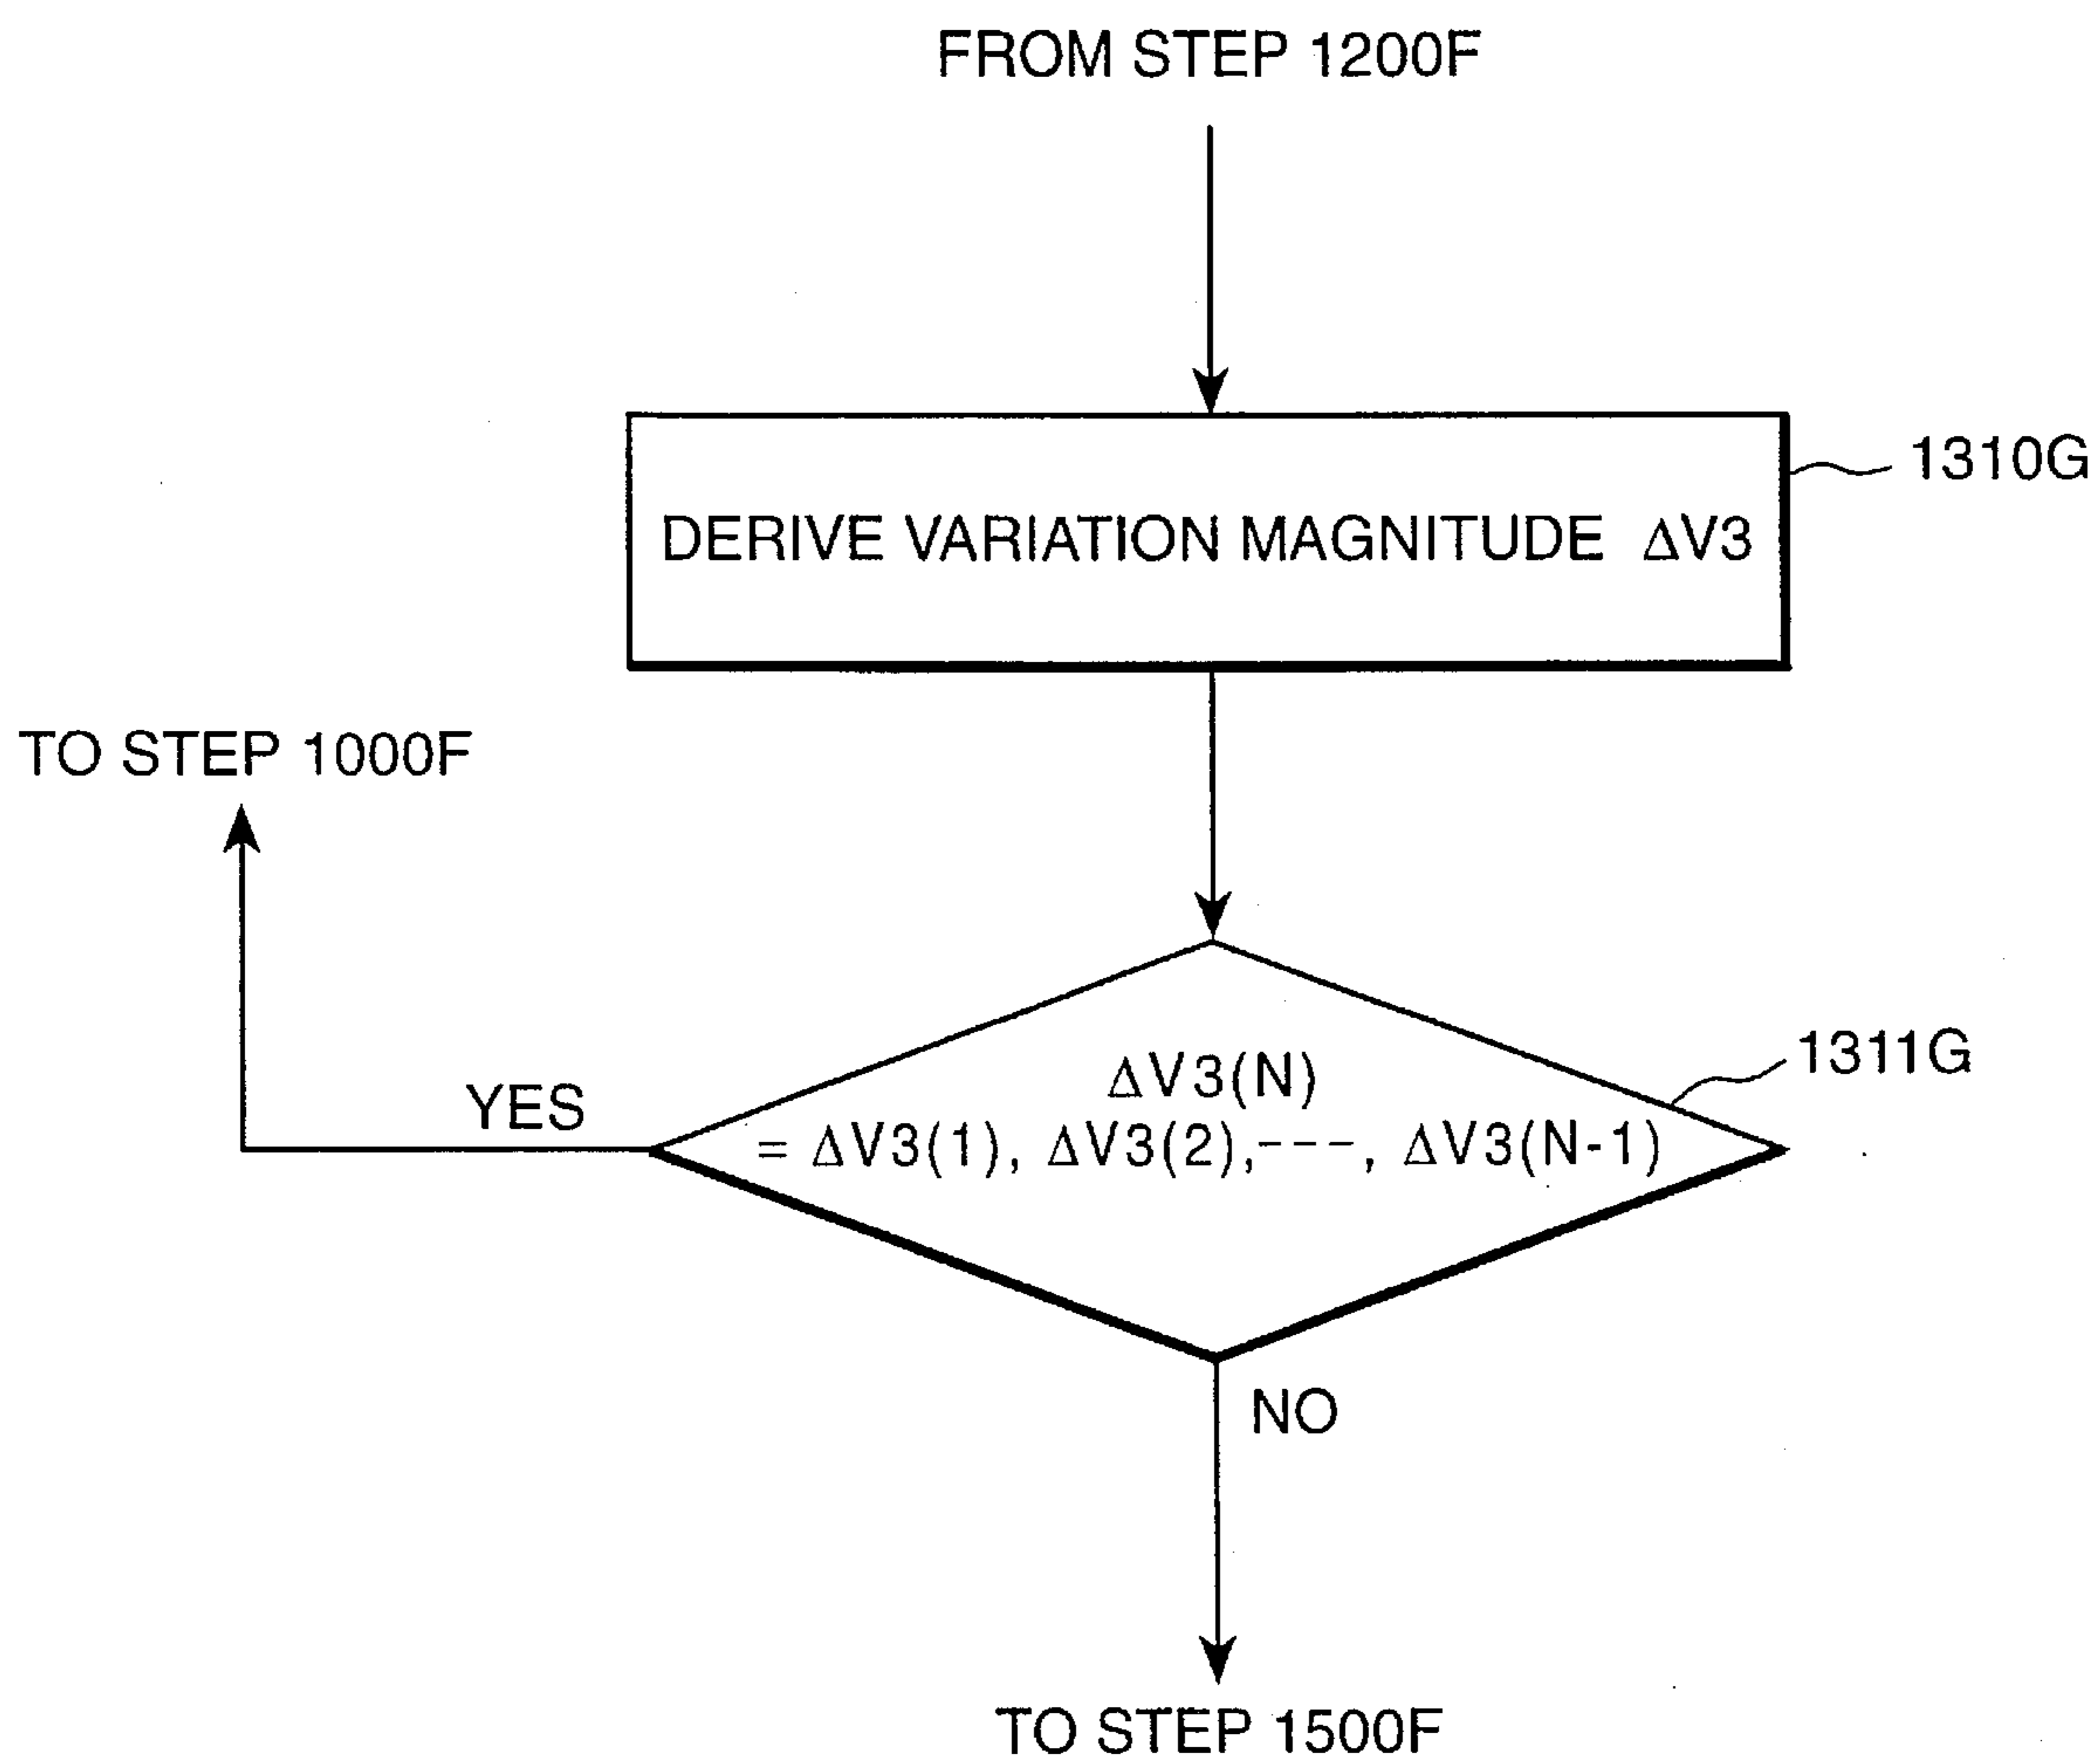 FROM STEP 1200F
1310G
DERIVE VARIATION MAGNITUDE ΔV3
TO STEP 1000F
1311G
ΔV3(N)
YES
= ΔV3(1), ΔV3(2),---, ΔV3(N-1)
NO
TO STEP 1500F